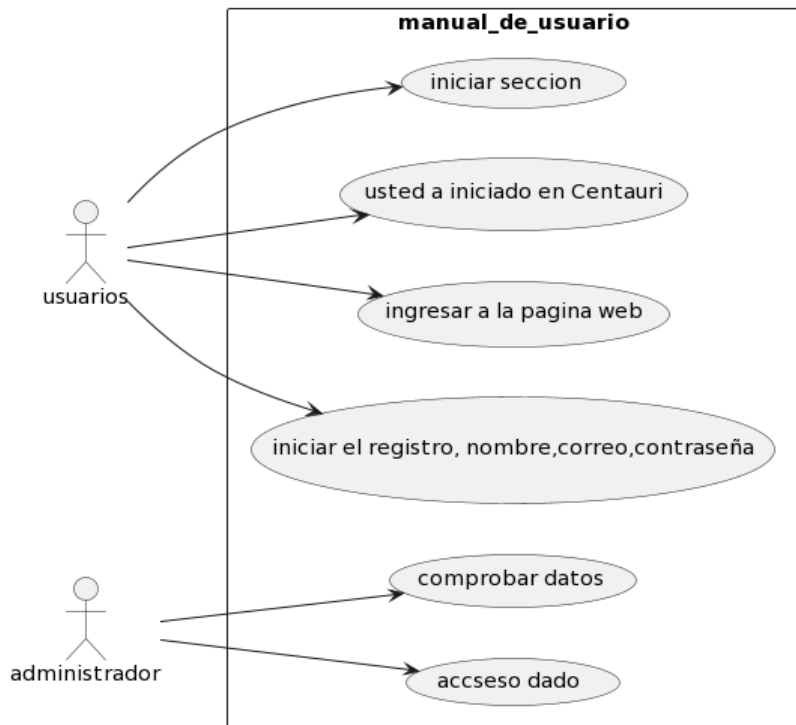 manual_de_usuario
iniciar seccion
usted a iniciado en Centauri
usuarios
ingresar a la pagina web
iniciar el registro, nombre,correo,contraseña
comprobar datos
administrador
accseso dado